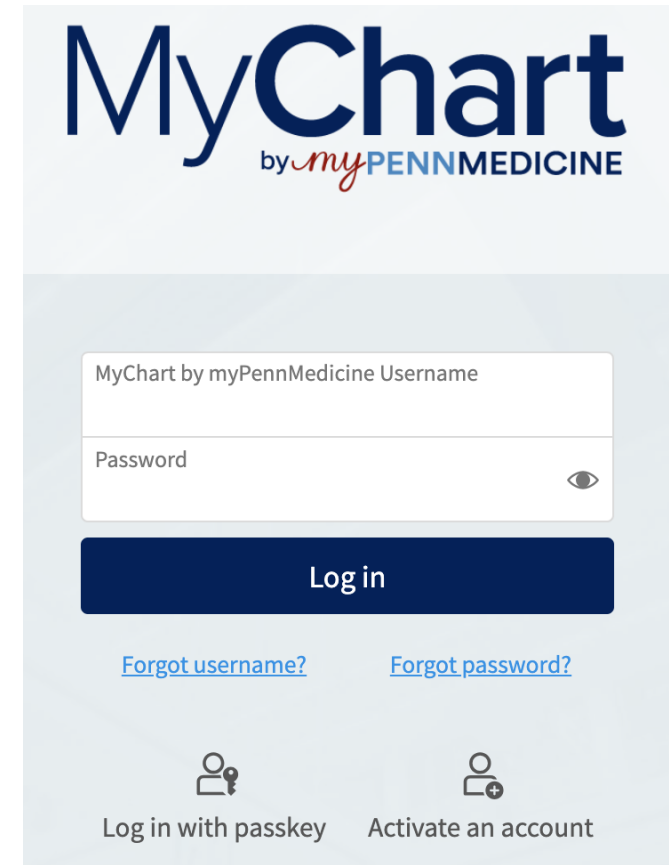 MyChart
by myPENNMEDICINE
MyChart by myPennMedicine Username
Password
Log in
Forgot username? Forgot password?
Log in with passkey Activate an account